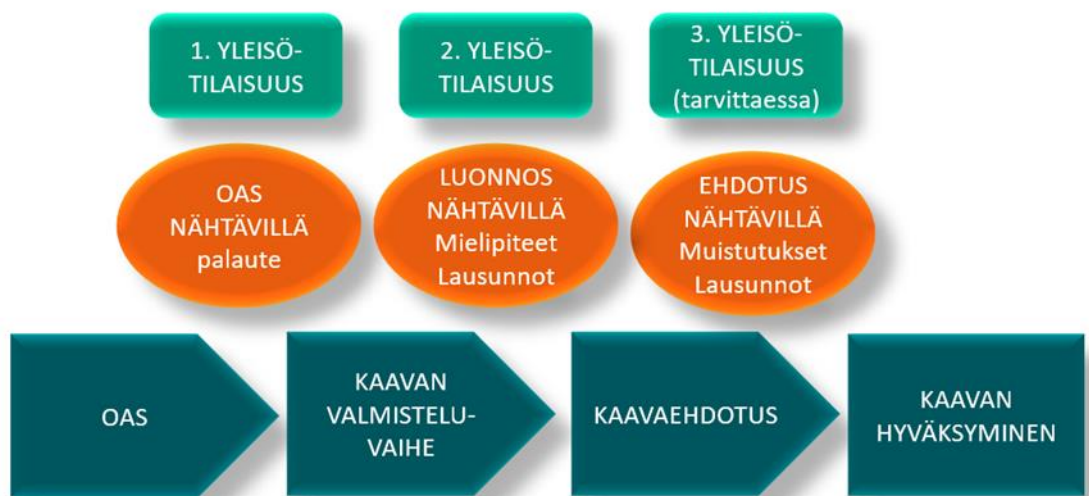 1. YLEISÖ-
TILAISUUS
2. YLEISÖ-
TILAISUUS
3. YLEISÖ-
TILAISUUS
(tarvittaessa)
OAS
NÄHTÄVILLÄ
palaute
LUONNOS
NÄHTÄVILLÄ
Mielipiteet
Lausunnot
EHDOTUS
NÄHTÄVILLÄ
Muistutukset
Lausunnot
OAS
KAAVAN
VALMISTELU-
VAIHE
KAAVAEHDOTUS
KAAVAN
HYVÄKSYMINEN